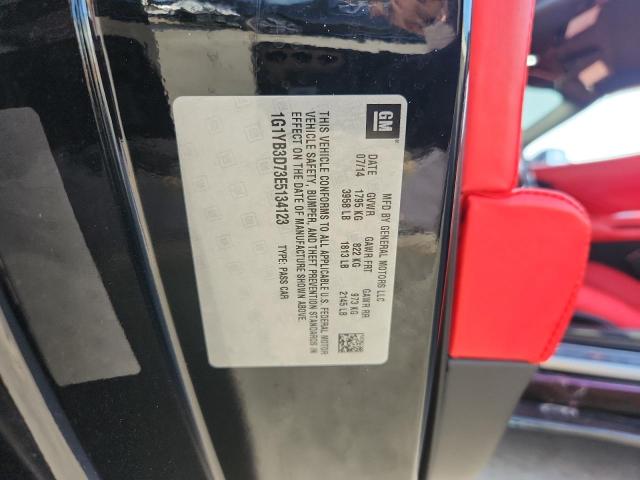 GM
MFD BY GENERAL MOTORS LLC
DATE GVWR GAWR FRT GAWR RR
07/14 1795 KG 822 KG 973 KG
3958 LB 1813 LB 2145 LB
THIS VEHICLE CONFORMS TO ALL APPLICABLE U.S. FEDERAL MOTOR
VEHICLE SAFETY, BUMPER, AND THEFT PREVENTION STANDARDS IN
EFFECT ON THE DATE OF MANUFACTURE SHOWN ABOVE.
1G1YB3D73E5134123 TYPE: PASS CAR